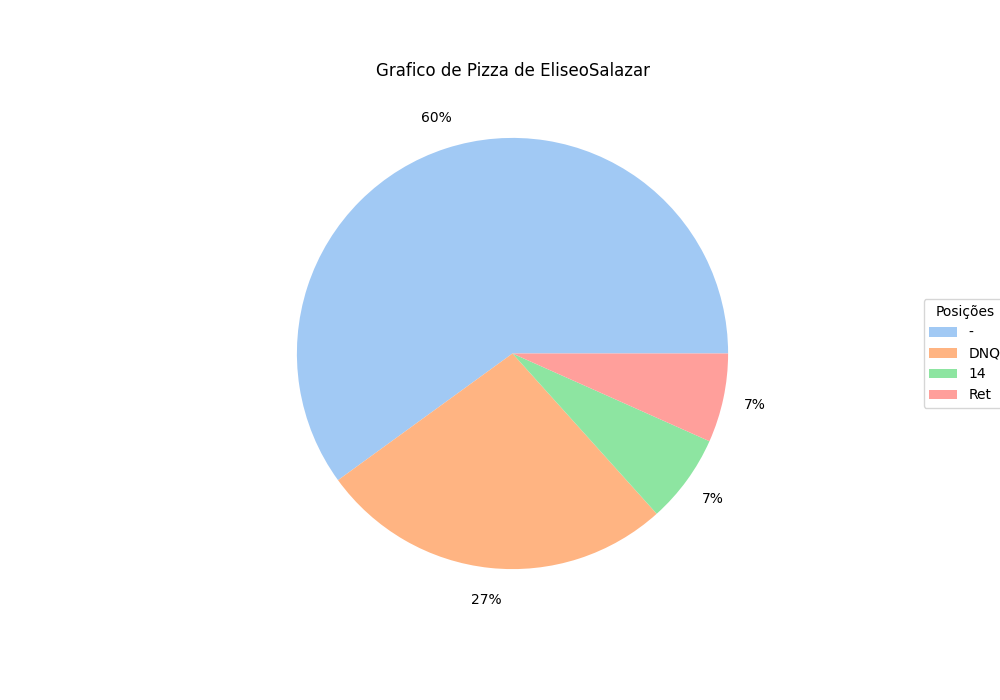 Grafico de Pizza de EliseoSalazar
60%
Posições
-
DNQ
14
Ret
7%
7%
27%